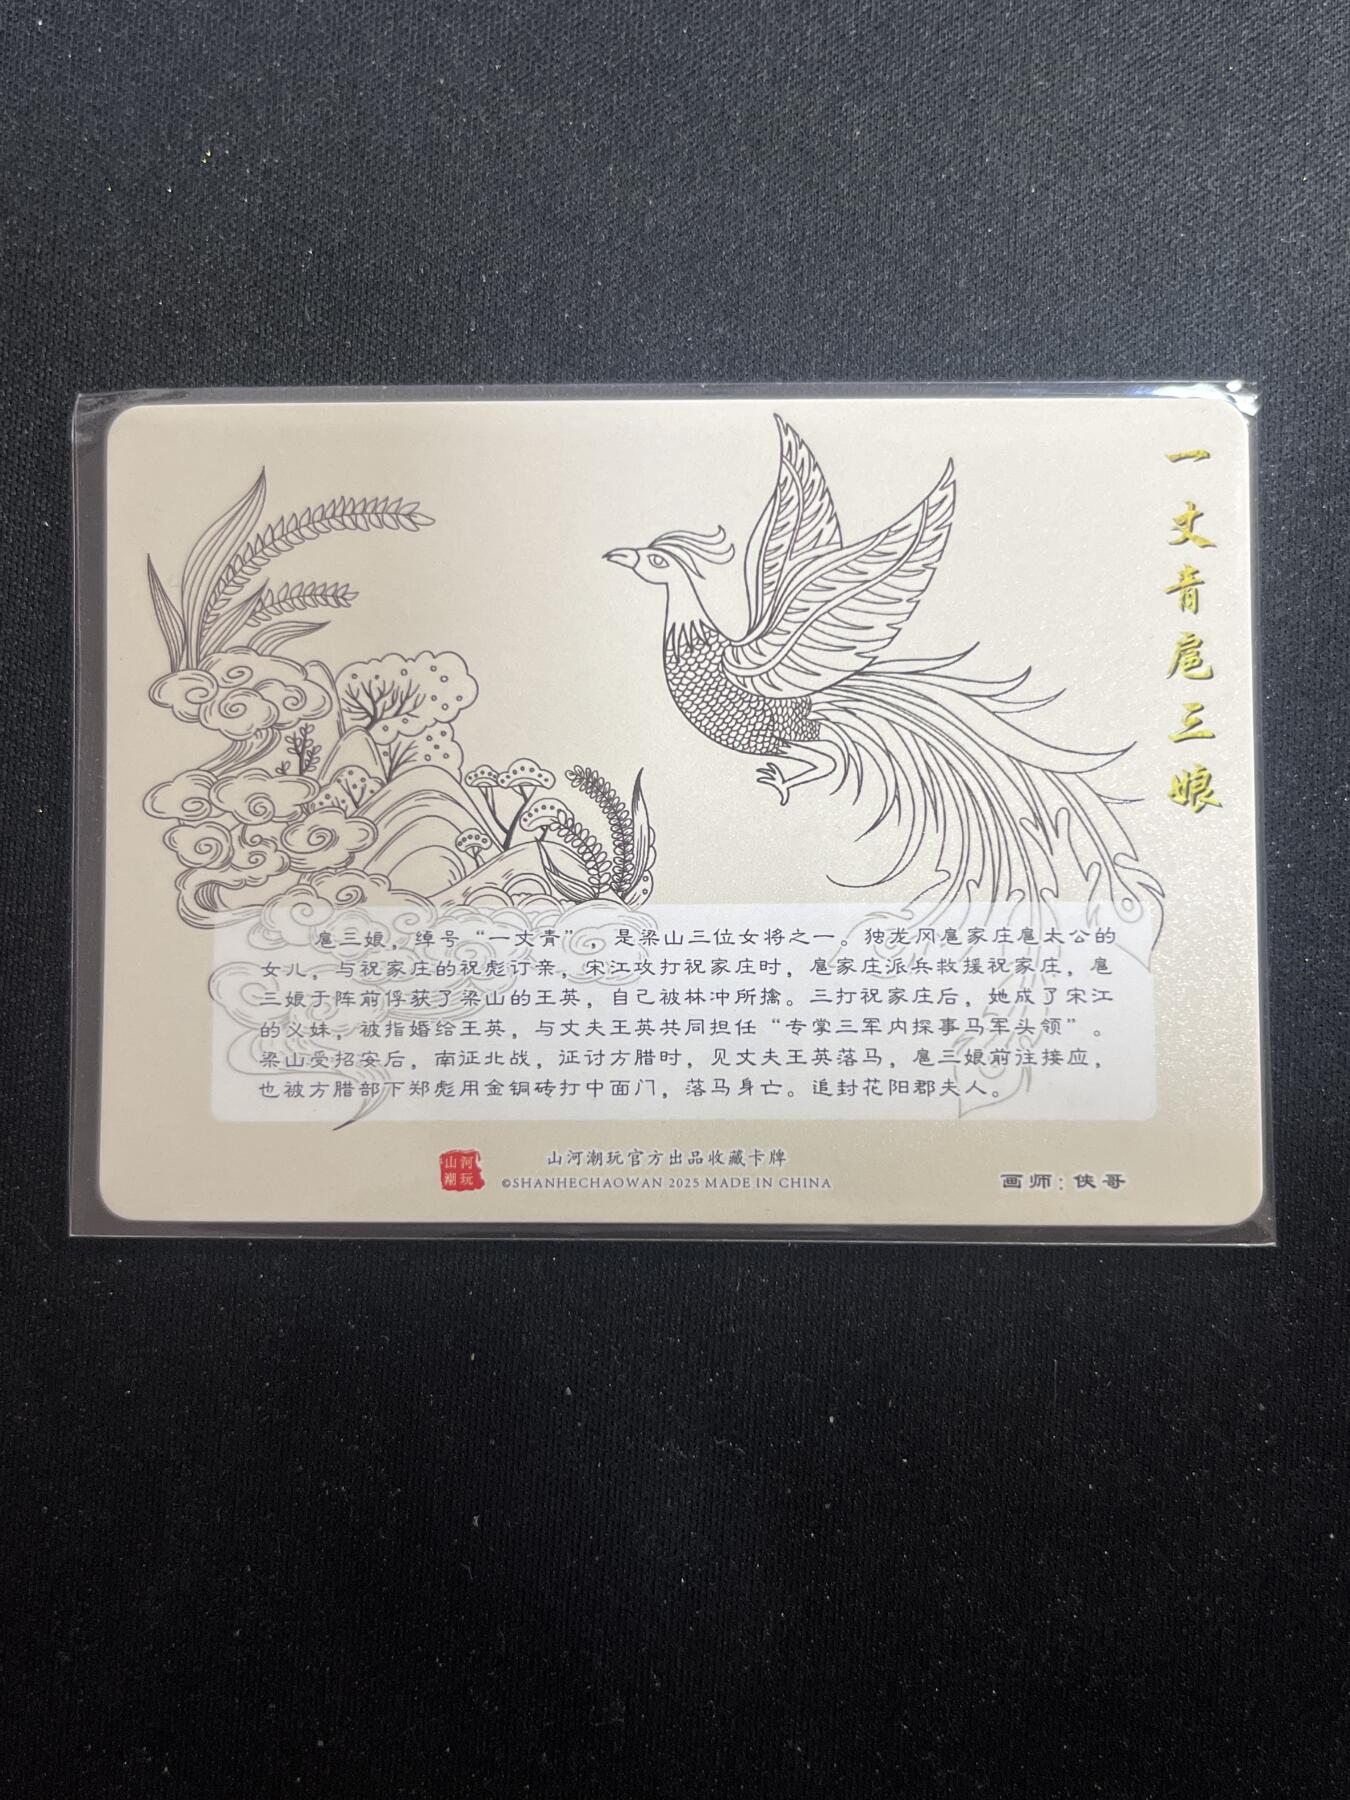 一丈青扈三娘
扈三娘，绰号“一丈青”，是梁山三位女将之一。独龙冈扈家庄扈太公的
女儿，与祝家庄的祝彪订亲，宋江攻打祝家庄时，扈家庄派兵救援祝家庄，扈
三娘于阵前俘获了梁山的王英，自己被林冲所擒。三打祝家庄后，她成了宋江
的义妹，被指婚给王英，与丈夫王英共同担任“专掌三军内探事马军头领”。
梁山受招安后，南征北战，征讨方腊时，见丈夫王英落马，扈三娘前往接应，
也被方腊部下郑彪用金铜砖打中面门，落马身亡。追封花阳郡夫人。
山河
潮玩
山河潮玩官方出品收藏卡牌
©SHANHECHAOWAN 2025 MADE IN CHINA
画师：侠哥